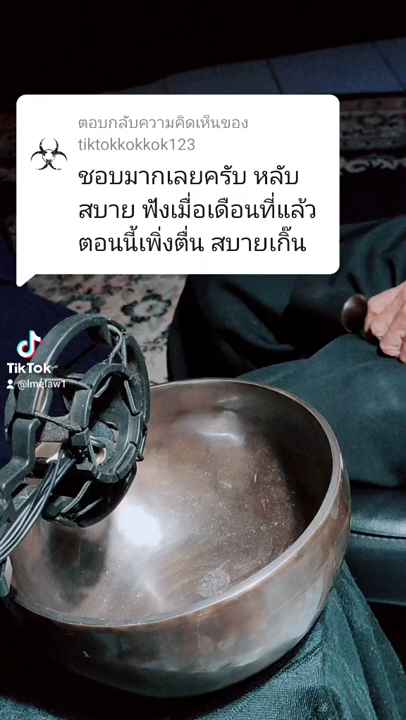 ตอบกลับความคิดเห็นของ
tiktokkokkok123
ชอบมากเลยครับ หลับ
สบาย ฟังเมื่อเดือนที่แล้ว
ตอนนี้เพิ่งตื่น สบายเกิ๊น
TikTok
@lmelaw1